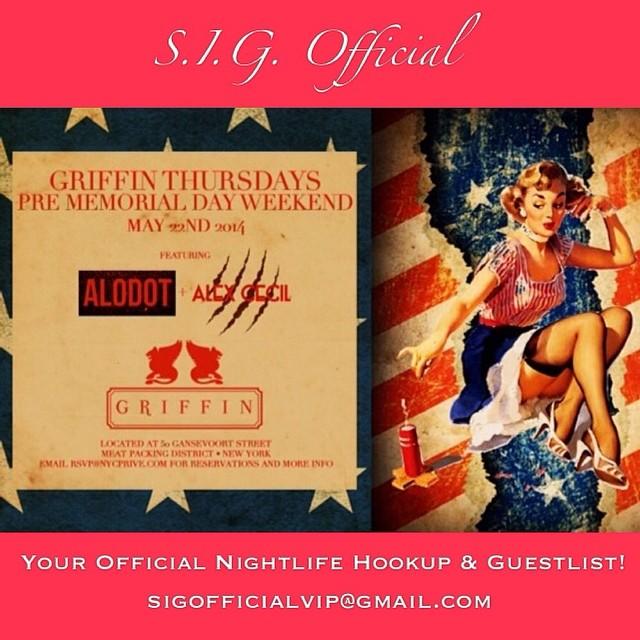 S.I.G. Official
GRIFFIN THURSDAYS
PRE MEMORIAL DAY WEEKEND
MAY 22ND 2014
FEATURING
ALODOT + ALEX CECIL
GRIFFIN
LOCATED AT 50 GANSEVOORT STREET
MEAT PACKING DISTRICT • NEW YORK
EMAIL RSVP@NYCPRIVE.COM FOR RESERVATIONS AND MORE INFO
YOUR OFFICIAL NIGHTLIFE HOOKUP & GUESTLIST!
SIGOFFICIALVIP@GMAIL.COM